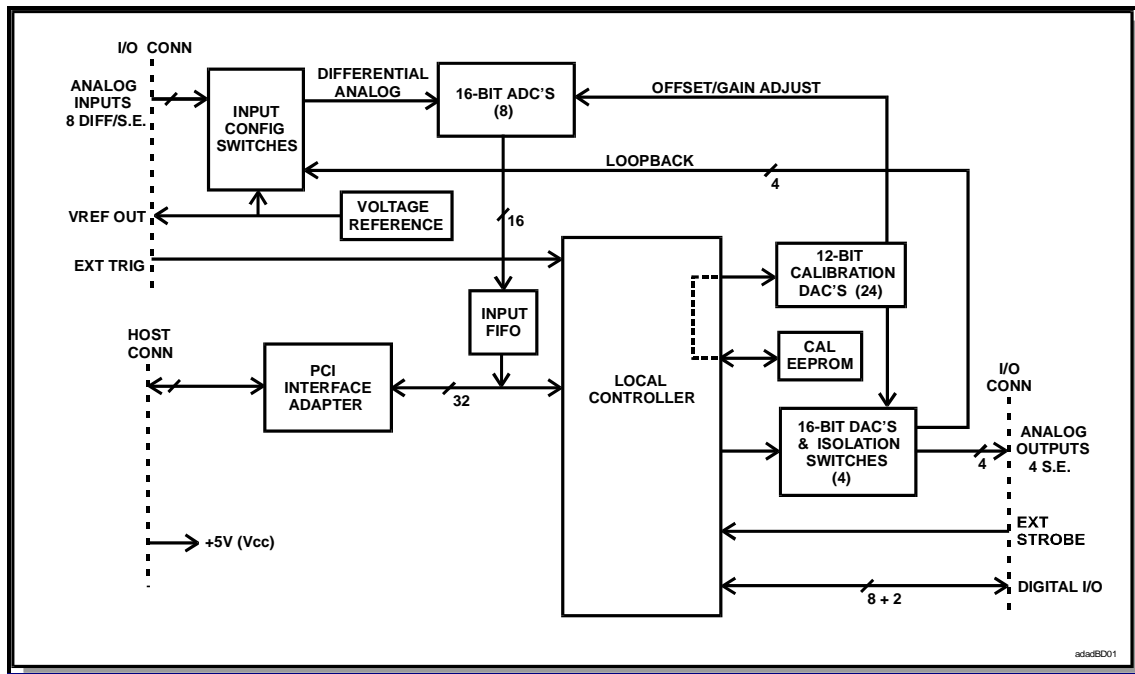 I/O CONN
ANALOG
INPUTS
8 DIFF/S.E.
INPUT
CONFIG
SWITCHES
DIFFERENTIAL
ANALOG
16-BIT ADC'S
(8)
OFFSET/GAIN ADJUST
LOOPBACK
4
VREF OUT
VOLTAGE
REFERENCE
16
EXT TRIG
12-BIT
CALIBRATION
DAC'S (24)
INPUT
FIFO
HOST
CONN
PCI
INTERFACE
ADAPTER
32
LOCAL
CONTROLLER
CAL
EEPROM
I/O
CONN
16-BIT DAC'S
& ISOLATION
SWITCHES
(4)
4
ANALOG
OUTPUTS
4 S.E.
+5V (Vcc)
EXT
STROBE
8 + 2
DIGITAL I/O
adadBD01